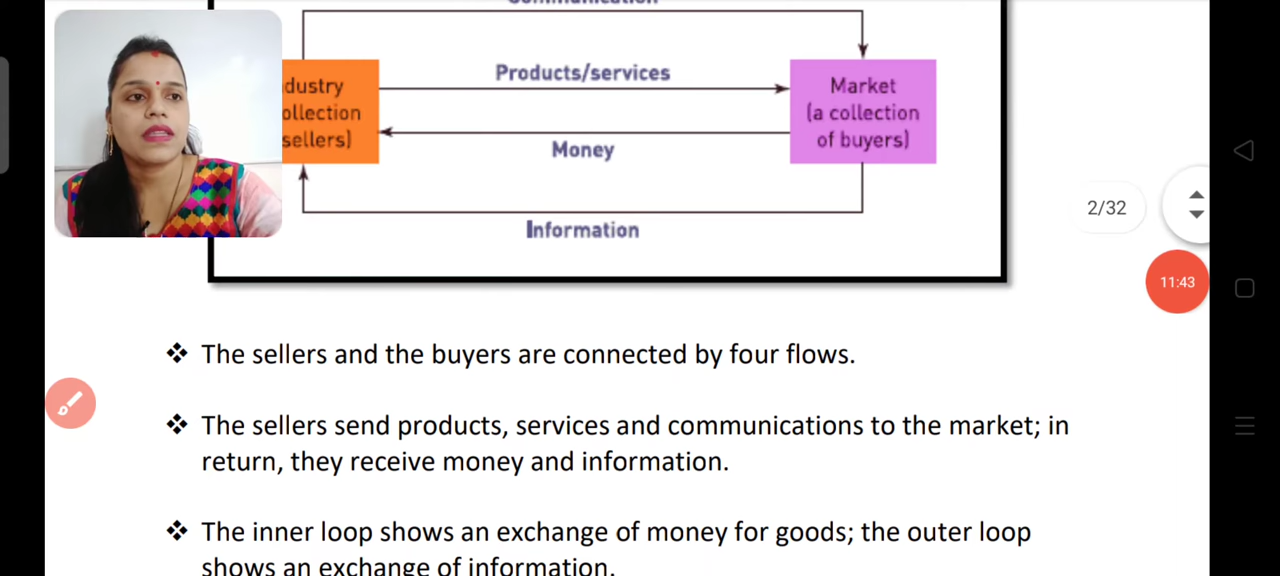 Communication
Products/services
dustry
ollection
sellers)
Market
(a collection
of buyers)
Money
Information
2/32
11:43
❖ The sellers and the buyers are connected by four flows.
❖ The sellers send products, services and communications to the market; in
return, they receive money and information.
❖ The inner loop shows an exchange of money for goods; the outer loop
shows an exchange of information.